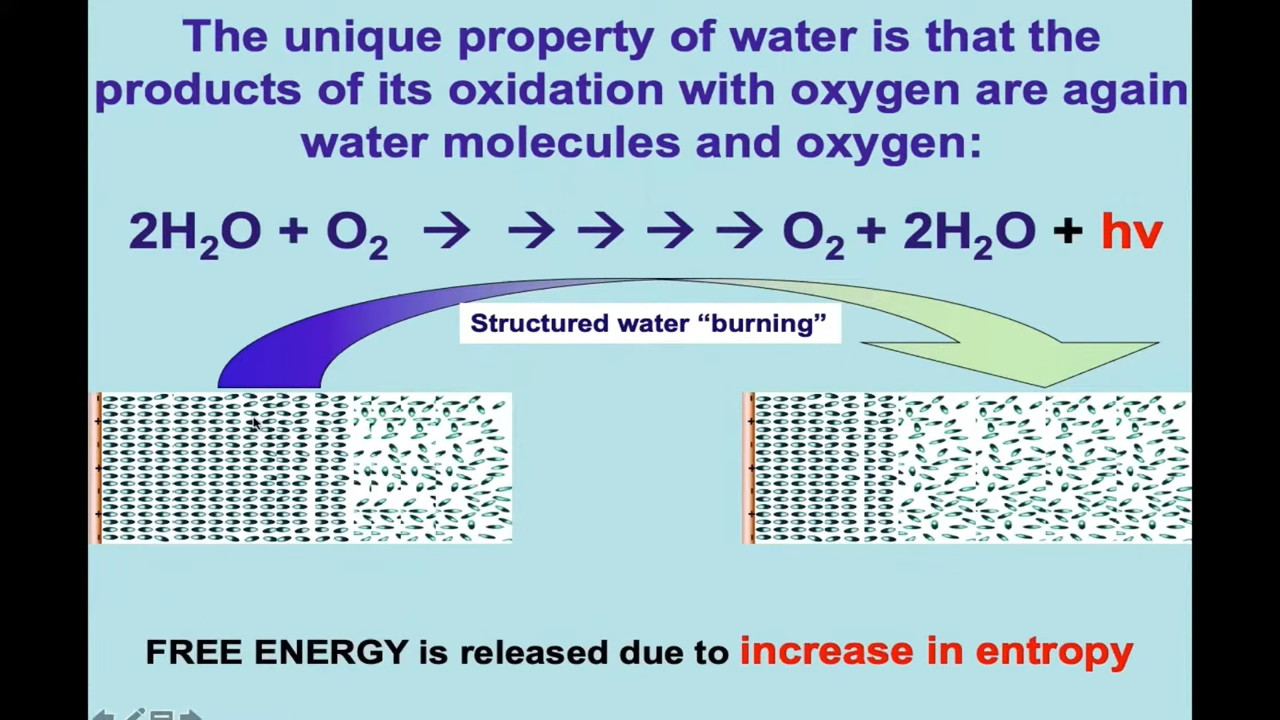 The unique property of water is that the
products of its oxidation with oxygen are again
water molecules and oxygen:
2H₂O + O₂ → → → → → O₂ + 2H₂O + hv
Structured water “burning”
FREE ENERGY is released due to increase in entropy